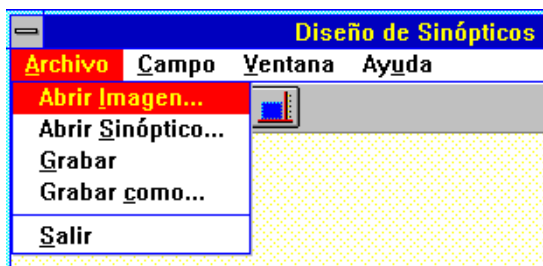 Diseño de Sinópticos
Archivo Campo Ventana Ayuda
Abrir Imagen...
Abrir Sinóptico...
Grabar
Grabar como...
Salir